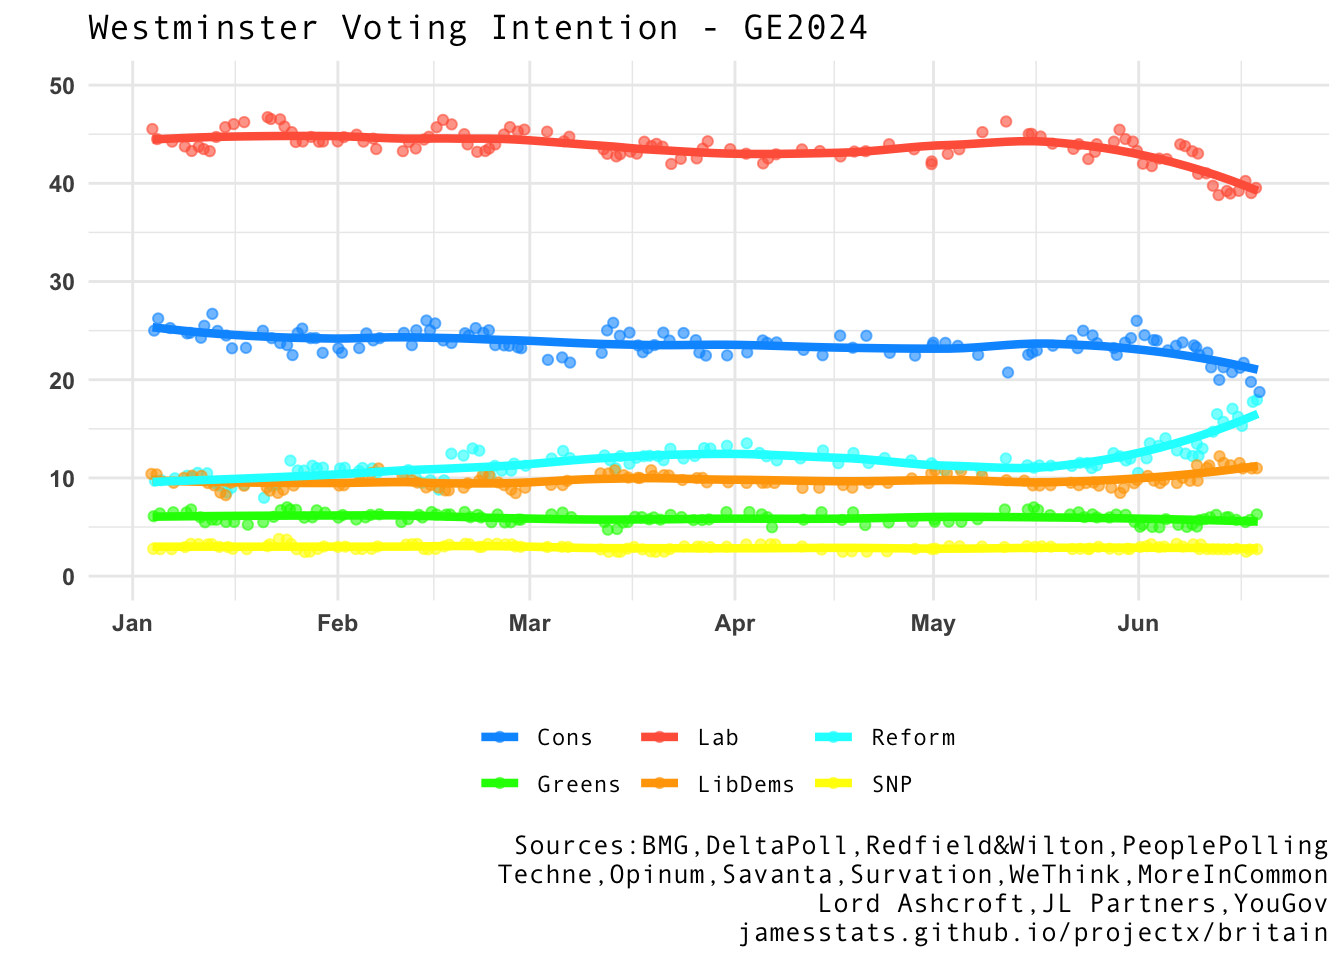 Westminster Voting Intention - GE2024
50
40
30
20
10
0
Jan Feb Mar Apr May Jun
Cons Lab Reform
Greens LibDems SNP
Sources:BMG,DeltaPoll,Redfield&Wilton,PeoplePolling
Techne,Opinum,Savanta,Survation,WeThink,MoreInCommon
Lord Ashcroft,JL Partners,YouGov
jamesstats.github.io/projectx/britain